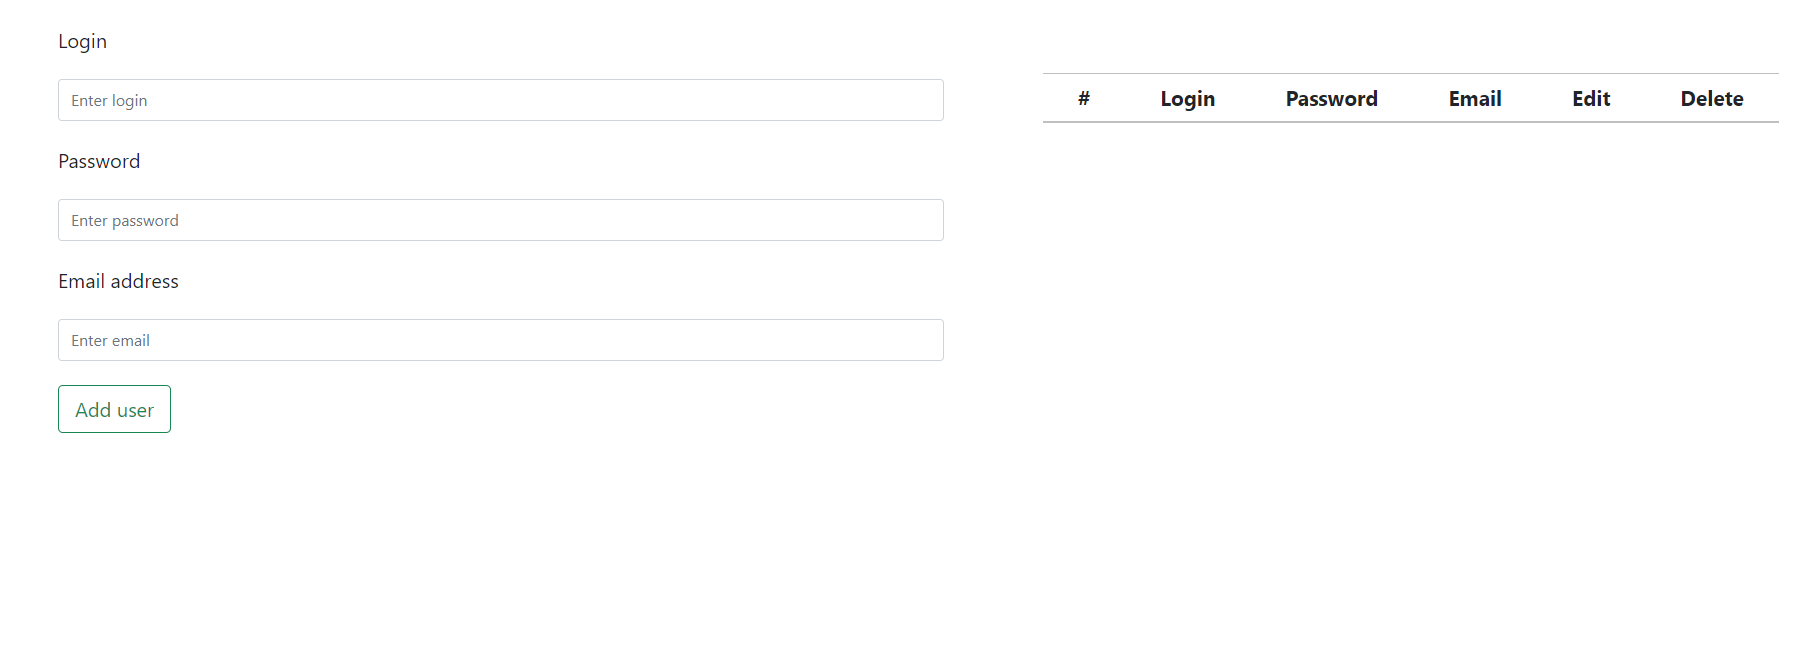 Login
Enter login
Password
Enter password
Email address
Enter email
Add user
# Login Password Email Edit Delete